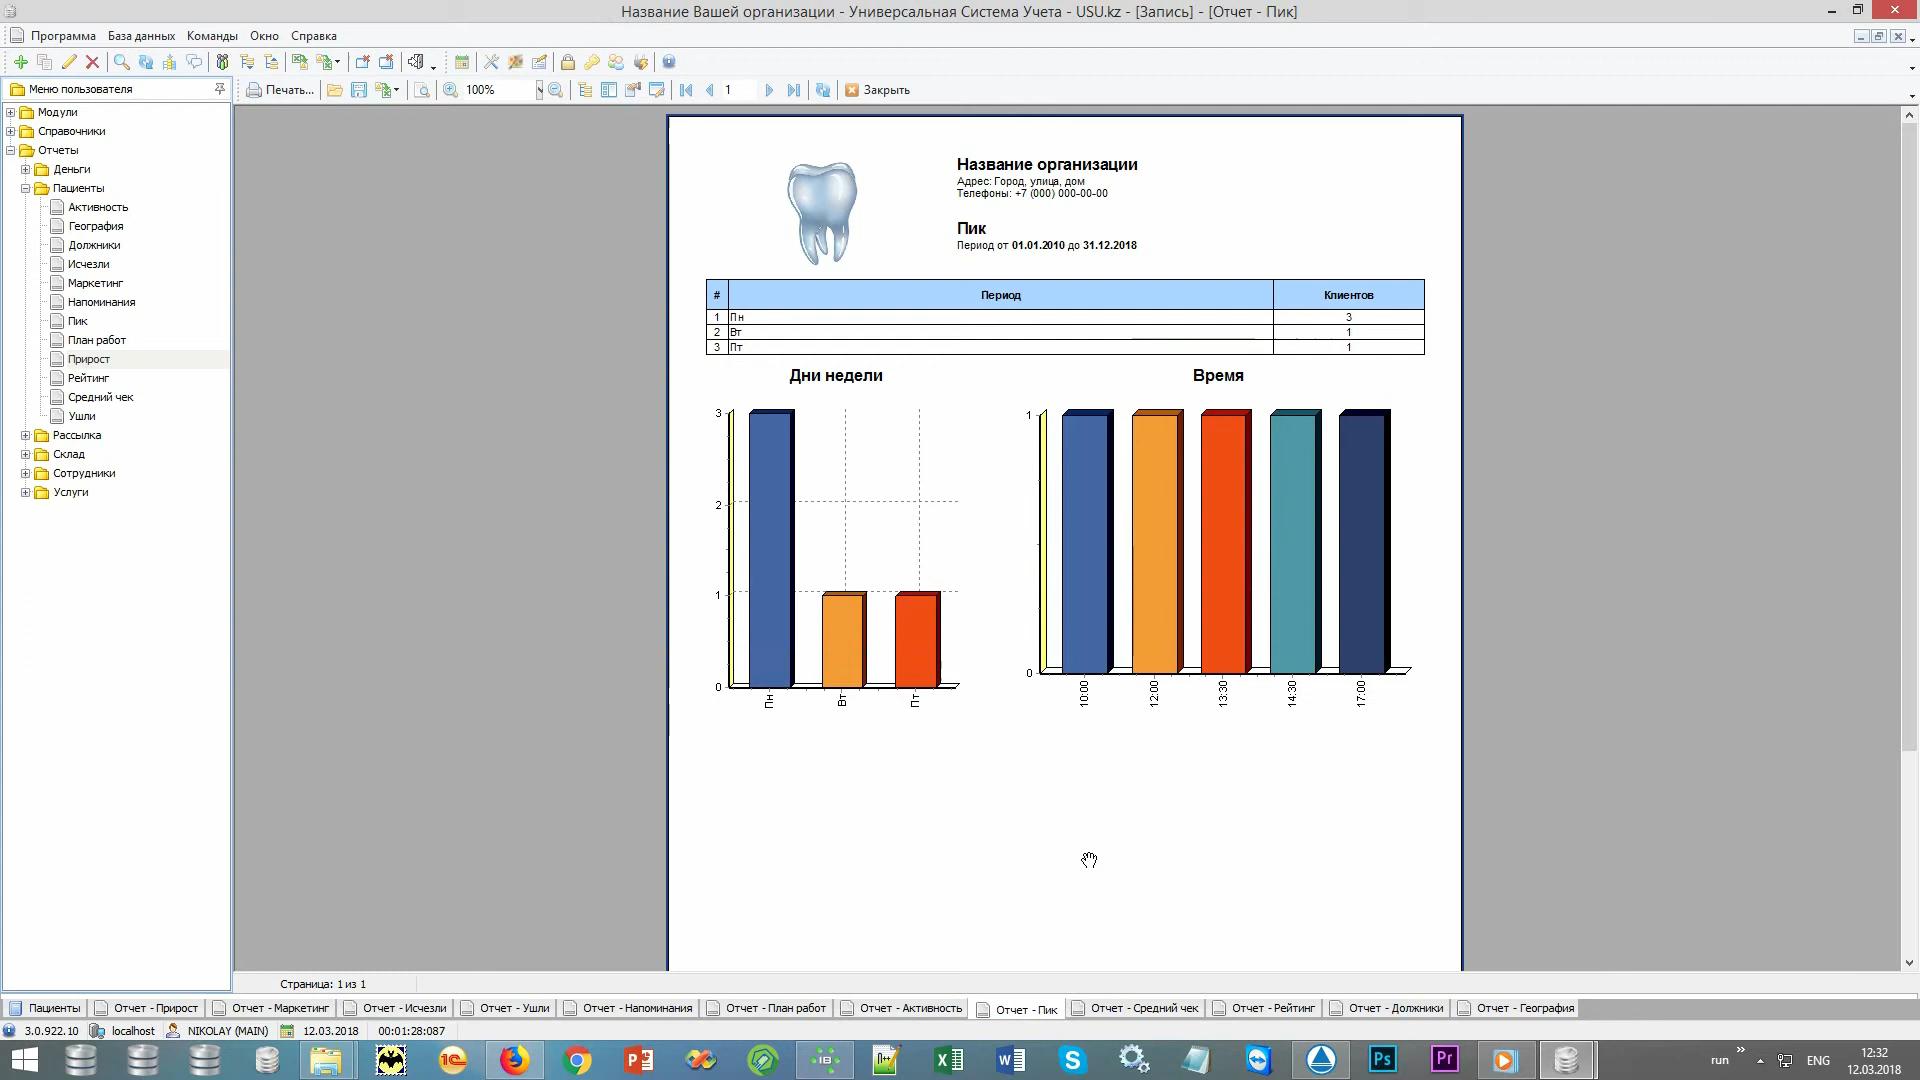 Название Вашей организации - Универсальная Система Учета - USU.kz - [Запись] - [Отчет - Пик]
Программа База данных Команды Окно Справка
Меню пользователя
Печать... 100% 1 Закрыть
Модули
Справочники
Отчеты
Деньги
Пациенты
Активность
География
Должники
Исчезли
Маркетинг
Напоминания
Пик
План работ
Прирост
Рейтинг
Средний чек
Ушли
Рассылка
Склад
Сотрудники
Услуги
Название организации
Адрес: Город, улица, дом
Телефоны: +7 (000) 000-00-00
Пик
Период от 01.01.2010 до 31.12.2018
# Период Клиентов
1 Пн 3
2 Вт 1
3 Пт 1
Дни недели
3
2
1
0
Пн Вт Пт
Время
1
0
10:00 12:00 13:30 14:30 17:00
Страница: 1 из 1
Пациенты Отчет - Прирост Отчет - Маркетинг Отчет - Исчезли Отчет - Ушли Отчет - Напоминания Отчет - План работ Отчет - Активность Отчет - Пик Отчет - Средний чек Отчет - Рейтинг Отчет - Должники Отчет - География
3.0.922.10 localhost NIKOLAY (MAIN) 12.03.2018 00:01:28:087
run ENG 12:32
12.03.2018